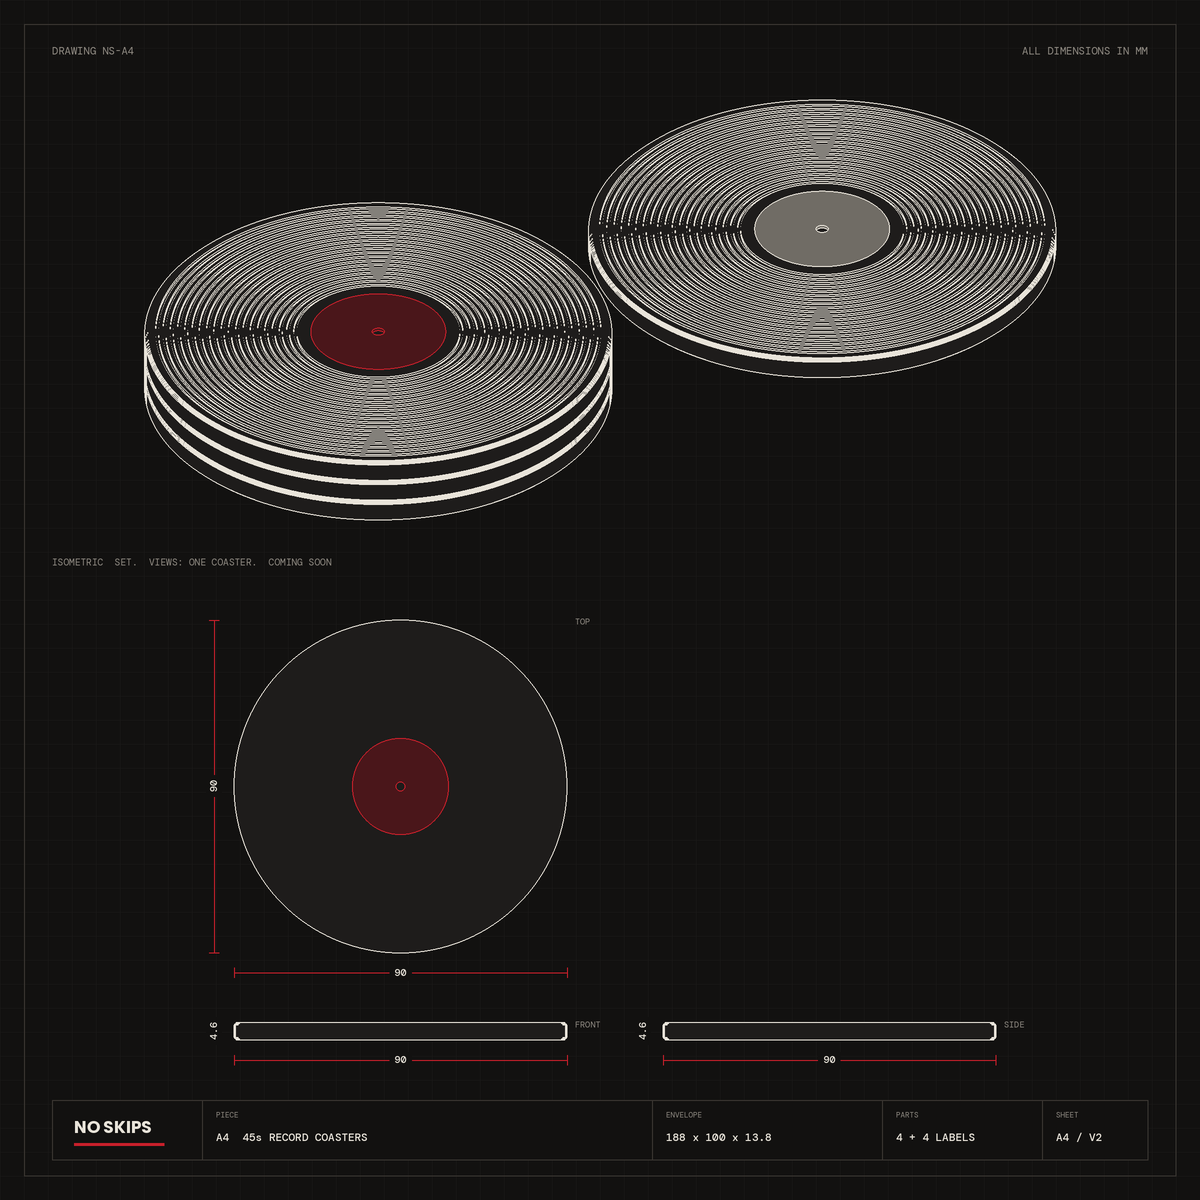 DRAWING NS-A4
ALL DIMENSIONS IN MM
ISOMETRIC  SET.  VIEWS: ONE COASTER.  COMING SOON
TOP
90
90
4.6
FRONT
90
4.6
SIDE
90
NO SKIPS
PIECE
A4  45s RECORD COASTERS
ENVELOPE
188 x 100 x 13.8
PARTS
4 + 4 LABELS
SHEET
A4 / V2